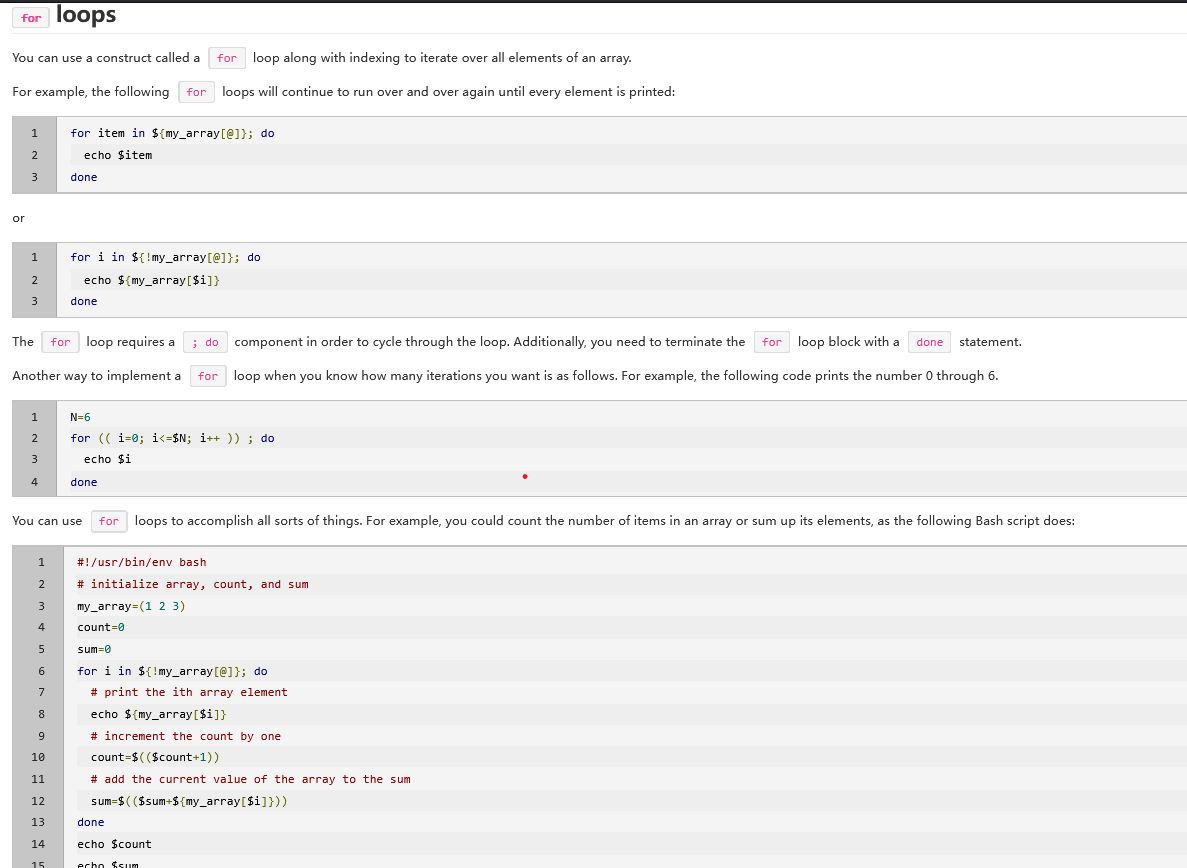 for loops
You can use a construct called a for loop along with indexing to iterate over all elements of an array.
For example, the following for loops will continue to run over and over again until every element is printed:
1 for item in ${my_array[@]}; do
2   echo $item
3 done
or
1 for i in ${!my_array[@]}; do
2   echo ${my_array[$i]}
3 done
The for loop requires a ; do component in order to cycle through the loop. Additionally, you need to terminate the for loop block with a done statement.
Another way to implement a for loop when you know how many iterations you want is as follows. For example, the following code prints the number 0 through 6.
1 N=6
2 for (( i=0; i<=$N; i++ )) ; do
3   echo $i
4 done
You can use for loops to accomplish all sorts of things. For example, you could count the number of items in an array or sum up its elements, as the following Bash script does:
1 #!/usr/bin/env bash
2 # initialize array, count, and sum
3 my_array=(1 2 3)
4 count=0
5 sum=0
6 for i in ${!my_array[@]}; do
7   # print the ith array element
8   echo ${my_array[$i]}
9   # increment the count by one
10   count=$(($count+1))
11   # add the current value of the array to the sum
12   sum=$(($sum+${my_array[$i]}))
13 done
14 echo $count
15 echo $sum